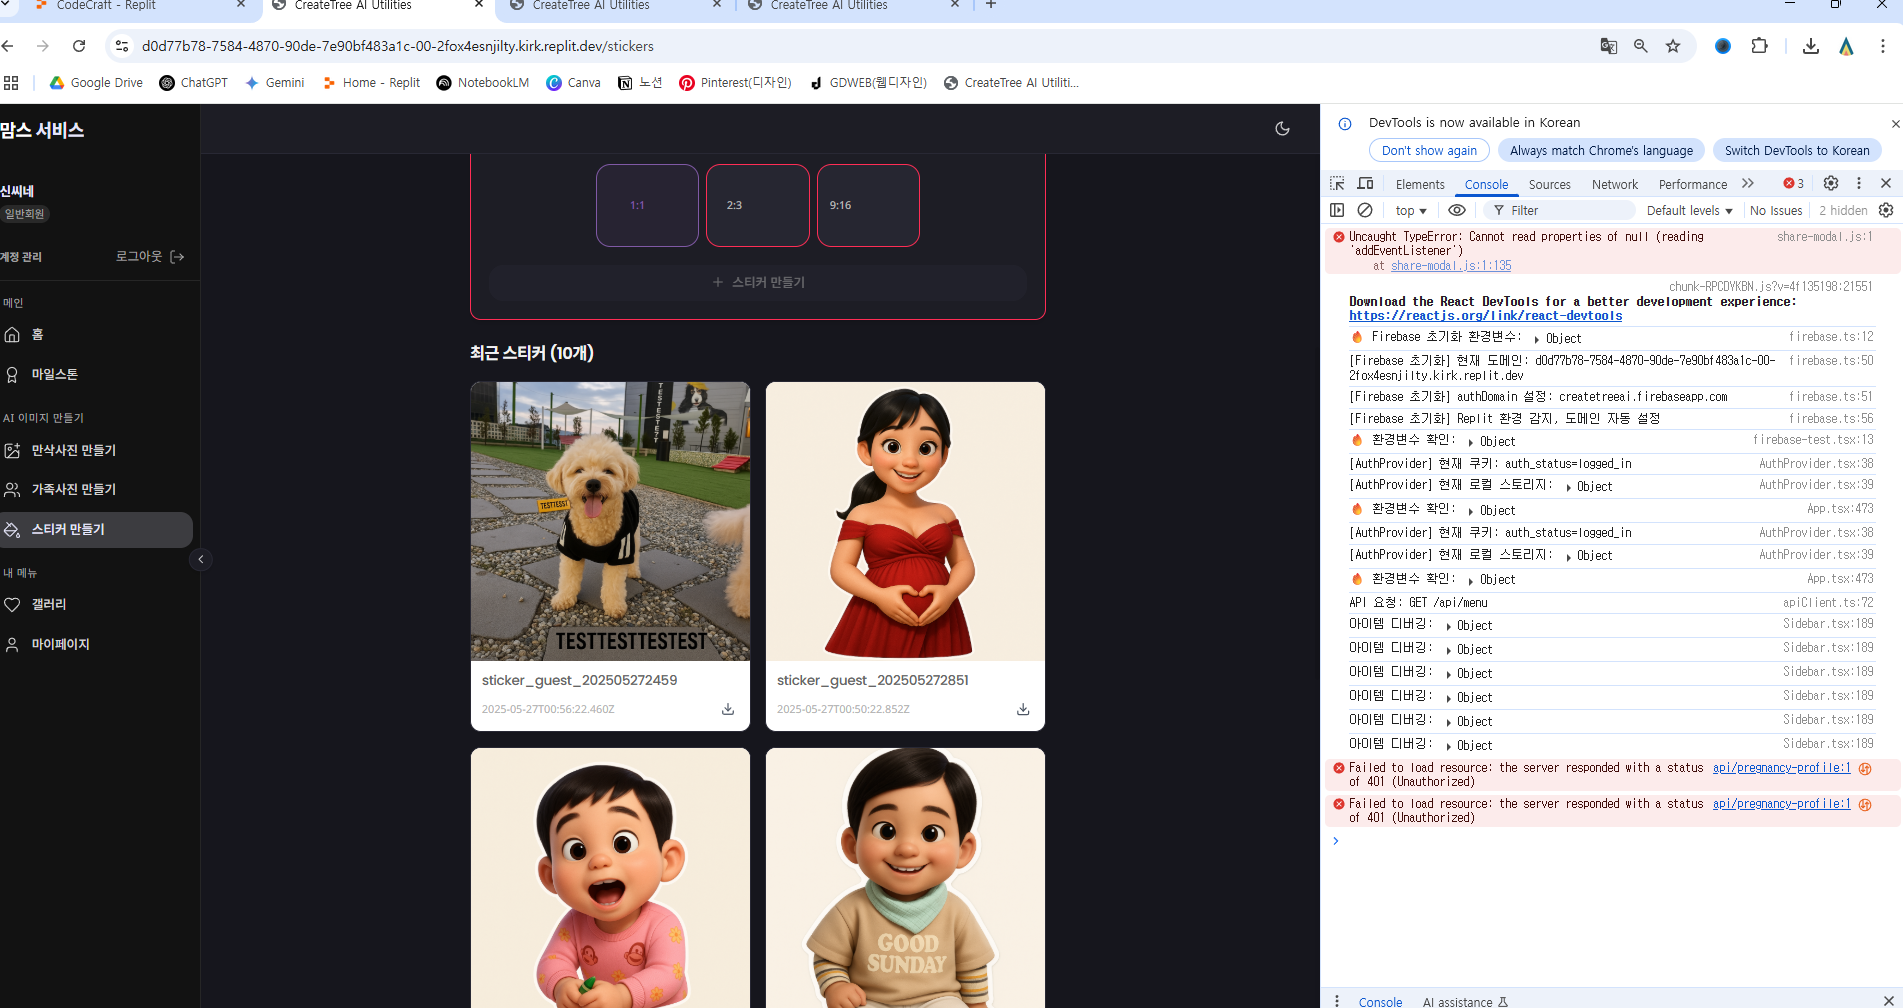 CodeCraft - Replit
CreateTree AI Utilities
CreateTree AI Utilities
CreateTree AI Utilities
d0d77b78-7584-4870-90de-7e90bf483a1c-00-2fox4esnjilty.kirk.replit.dev/stickers
Google Drive
ChatGPT
Gemini
Home - Replit
NotebookLM
Canva
노션
Pinterest(디자인)
GDWEB(웹디자인)
CreateTree AI Utiliti...
맘스 서비스
신씨네
일반회원
계정 관리
로그아웃
메인
홈
마일스톤
AI 이미지 만들기
만삭사진 만들기
가족사진 만들기
스티커 만들기
내 메뉴
갤러리
마이페이지
1:1
2:3
9:16
+ 스티커 만들기
최근 스티커 (10개)
TESTTEST
TESTTESTTESTEST
sticker_guest_202505272459
2025-05-27T00:56:22.460Z
sticker_guest_202505272851
2025-05-27T00:50:22.852Z
GOOD
SUNDAY
DevTools is now available in Korean
Don't show again
Always match Chrome's language
Switch DevTools to Korean
Elements
Console
Sources
Network
Performance
3
top
Filter
Default levels
No Issues
2 hidden
Uncaught TypeError: Cannot read properties of null (reading share-modal.js:1
'addEventListener')
at share-modal.js:1:135
chunk-RPCDYKBN.js?v=4f135198:21551
Download the React DevTools for a better development experience:
https://reactjs.org/link/react-devtools
🔥 Firebase 초기화 환경변수: ▸ Object firebase.ts:12
[Firebase 초기화] 현재 도메인: d0d77b78-7584-4870-90de-7e90bf483a1c-00- firebase.ts:50
2fox4esnjilty.kirk.replit.dev
[Firebase 초기화] authDomain 설정: createtreeai.firebaseapp.com firebase.ts:51
[Firebase 초기화] Replit 환경 감지, 도메인 자동 설정 firebase.ts:56
🔥 환경변수 확인: ▸ Object firebase-test.tsx:13
[AuthProvider] 현재 쿠키: auth_status=logged_in AuthProvider.tsx:38
[AuthProvider] 현재 로컬 스토리지: ▸ Object AuthProvider.tsx:39
🔥 환경변수 확인: ▸ Object App.tsx:473
[AuthProvider] 현재 쿠키: auth_status=logged_in AuthProvider.tsx:38
[AuthProvider] 현재 로컬 스토리지: ▸ Object AuthProvider.tsx:39
🔥 환경변수 확인: ▸ Object App.tsx:473
API 요청: GET /api/menu apiClient.ts:72
아이템 디버깅: ▸ Object Sidebar.tsx:189
아이템 디버깅: ▸ Object Sidebar.tsx:189
아이템 디버깅: ▸ Object Sidebar.tsx:189
아이템 디버깅: ▸ Object Sidebar.tsx:189
아이템 디버깅: ▸ Object Sidebar.tsx:189
아이템 디버깅: ▸ Object Sidebar.tsx:189
Failed to load resource: the server responded with a status api/pregnancy-profile:1
of 401 (Unauthorized)
Failed to load resource: the server responded with a status api/pregnancy-profile:1
of 401 (Unauthorized)
Console
AI assistance